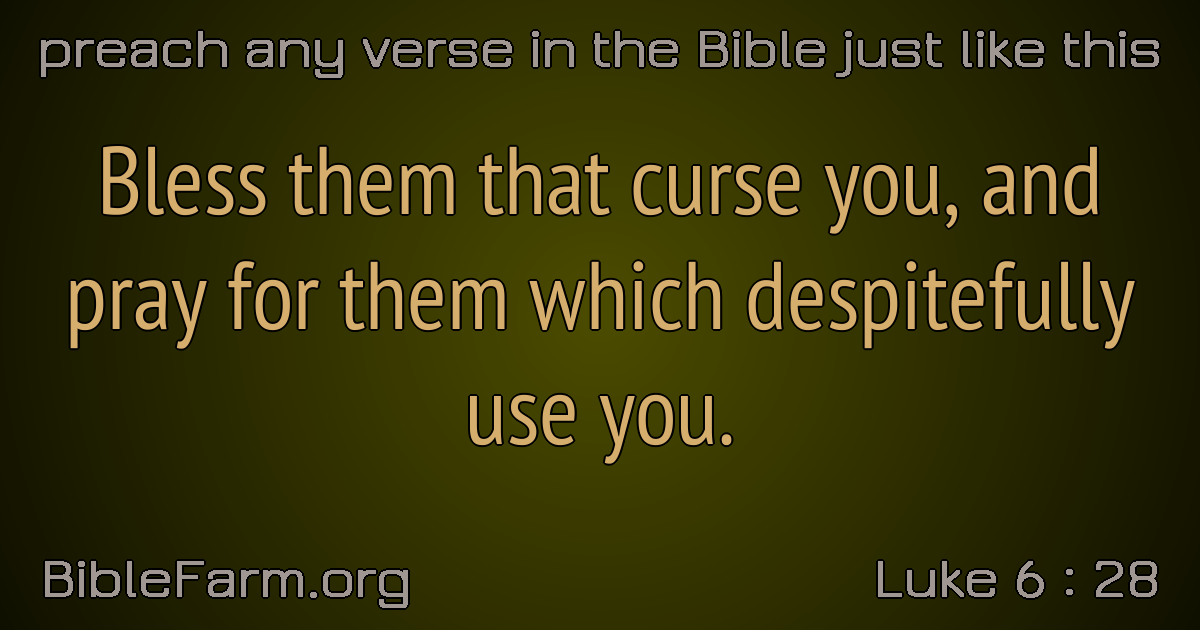 preach any verse in the Bible just like this
Bless them that curse you, and
pray for them which despitefully
use you.
BibleFarm.org
Luke 6 : 28